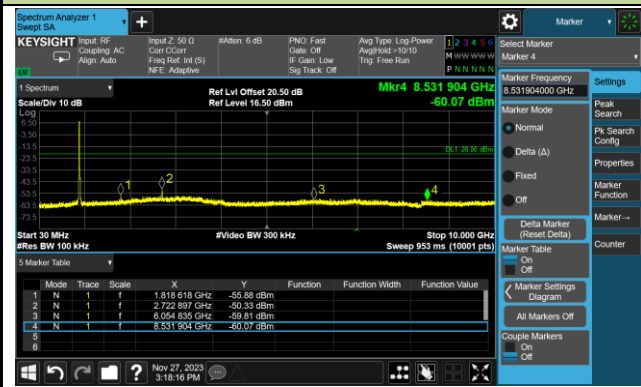 Spectrum Analyzer 1
Swept SA
+
Marker
KEYSIGHT
Input: RF
Coupling: AC
Align: Auto
Input Z: 50 Ω
Corr CCorr
Freq Ref: Int (S)
NFE: Adaptive
#Atten: 6 dB
PNO: Fast
Gate: Off
IF Gain: Low
Sig Track: Off
Avg Type: Log-Power
Avg|Hold:>10/10
Trig: Free Run
1 2 3 4 5 6
M W W W W W
P N N N N N
Select Marker
Marker 4
1 Spectrum
Scale/Div 10 dB
Ref Lvl Offset 20.50 dB
Ref Level 16.50 dBm
Mkr4 8.531 904 GHz
-60.07 dBm
Log
6.50
-3.50
-13.5
-23.5
-33.5
-43.5
-53.5
-63.5
-73.5
DL1 -20.00 dBm
1
2
3
4
Start 30 MHz
#Res BW 100 kHz
#Video BW 300 kHz
Stop 10.000 GHz
Sweep 953 ms (10001 pts)
5 Marker Table
Mode Trace Scale X Y Function Function Width Function Value
1 N 1 f 1.818 618 GHz -55.88 dBm
2 N 1 f 2.722 897 GHz -50.33 dBm
3 N 1 f 6.054 835 GHz -59.81 dBm
4 N 1 f 8.531 904 GHz -60.07 dBm
5
6
Marker Frequency
8.531904000 GHz
Marker Mode
Normal
Delta (Δ)
Fixed
Off
Delta Marker
(Reset Delta)
Marker Table
On
Off
Marker Settings
Diagram
All Markers Off
Couple Markers
On
Off
Settings
Peak
Search
Pk Search
Config
Properties
Marker
Function
Marker→
Counter
?
Nov 27, 2023
3:18:16 PM